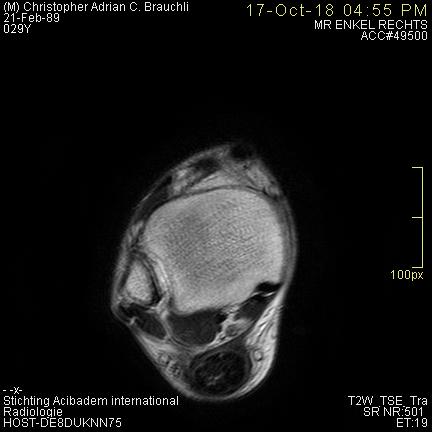 (M) Christopher Adrian C. Brauchli
21-Feb-89
029Y
17-Oct-18 04:55 PM
MR ENKEL RECHTS
ACC#49500
100px
--x-
Stichting Acibadem international
Radiologie
HOST-DE8DUKNN75
T2W_TSE_Tra
SR NR:501
ET:19